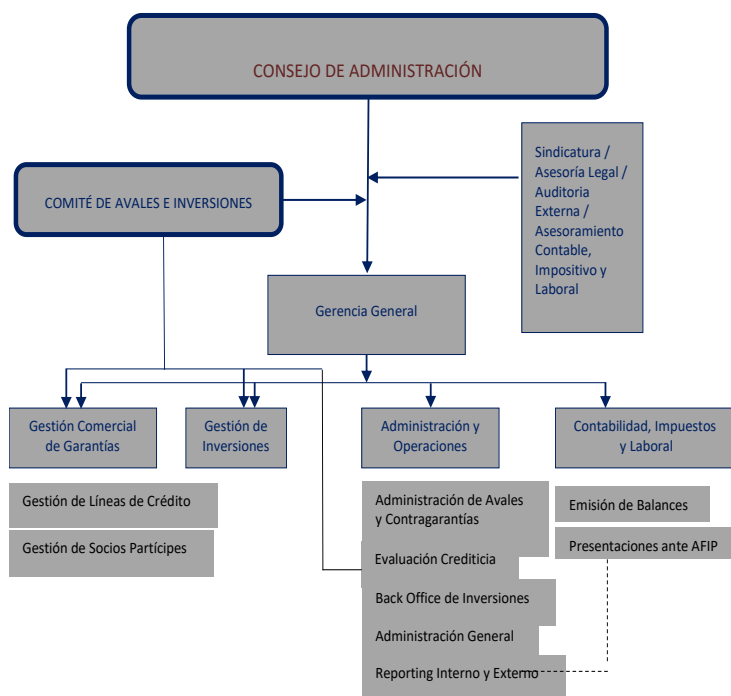 CONSEJO DE ADMINISTRACIÓN
Sindicatura /
Asesoría Legal /
Auditoria
Externa /
Asesoramiento
Contable,
Impositivo y
Laboral
COMITÉ DE AVALES E INVERSIONES
Gerencia General
Gestión Comercial
de Garantías
Gestión de
Inversiones
Administración y
Operaciones
Contabilidad, Impuestos
y Laboral
Gestión de Líneas de Crédito
Gestión de Socios Partícipes
Administración de Avales
y Contragarantías
Evaluación Crediticia
Back Office de Inversiones
Administración General
Reporting Interno y Externo
Emisión de Balances
Presentaciones ante AFIP